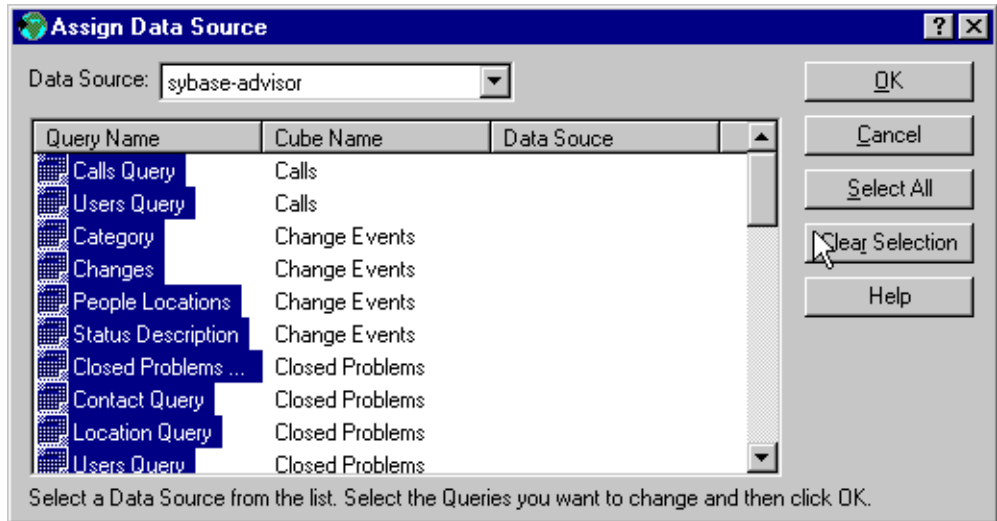 Assign Data Source
Data Source: sybase-advisor
OK
Query Name Cube Name Data Souce
Cancel
Calls Query Calls
Select All
Users Query Calls
Category Change Events
Clear Selection
Changes Change Events
People Locations Change Events
Help
Status Description Change Events
Closed Problems ... Closed Problems
Contact Query Closed Problems
Location Query Closed Problems
Users Query Closed Problems
Select a Data Source from the list. Select the Queries you want to change and then click OK.